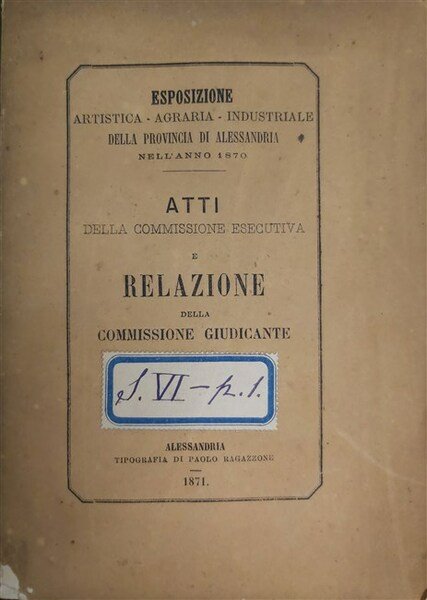 ESPOSIZIONE
ARTISTICA - AGRARIA - INDUSTRIALE
DELLA PROVINCIA DI ALESSANDRIA
NELL'ANNO 1870
ATTI
DELLA COMMISSIONE ESECUTIVA
E
RELAZIONE
DELLA
COMMISSIONE GIUDICANTE
S. VI - p. 1.
ALESSANDRIA
TIPOGRAFIA DI PAOLO RAGAZZONE
1871.